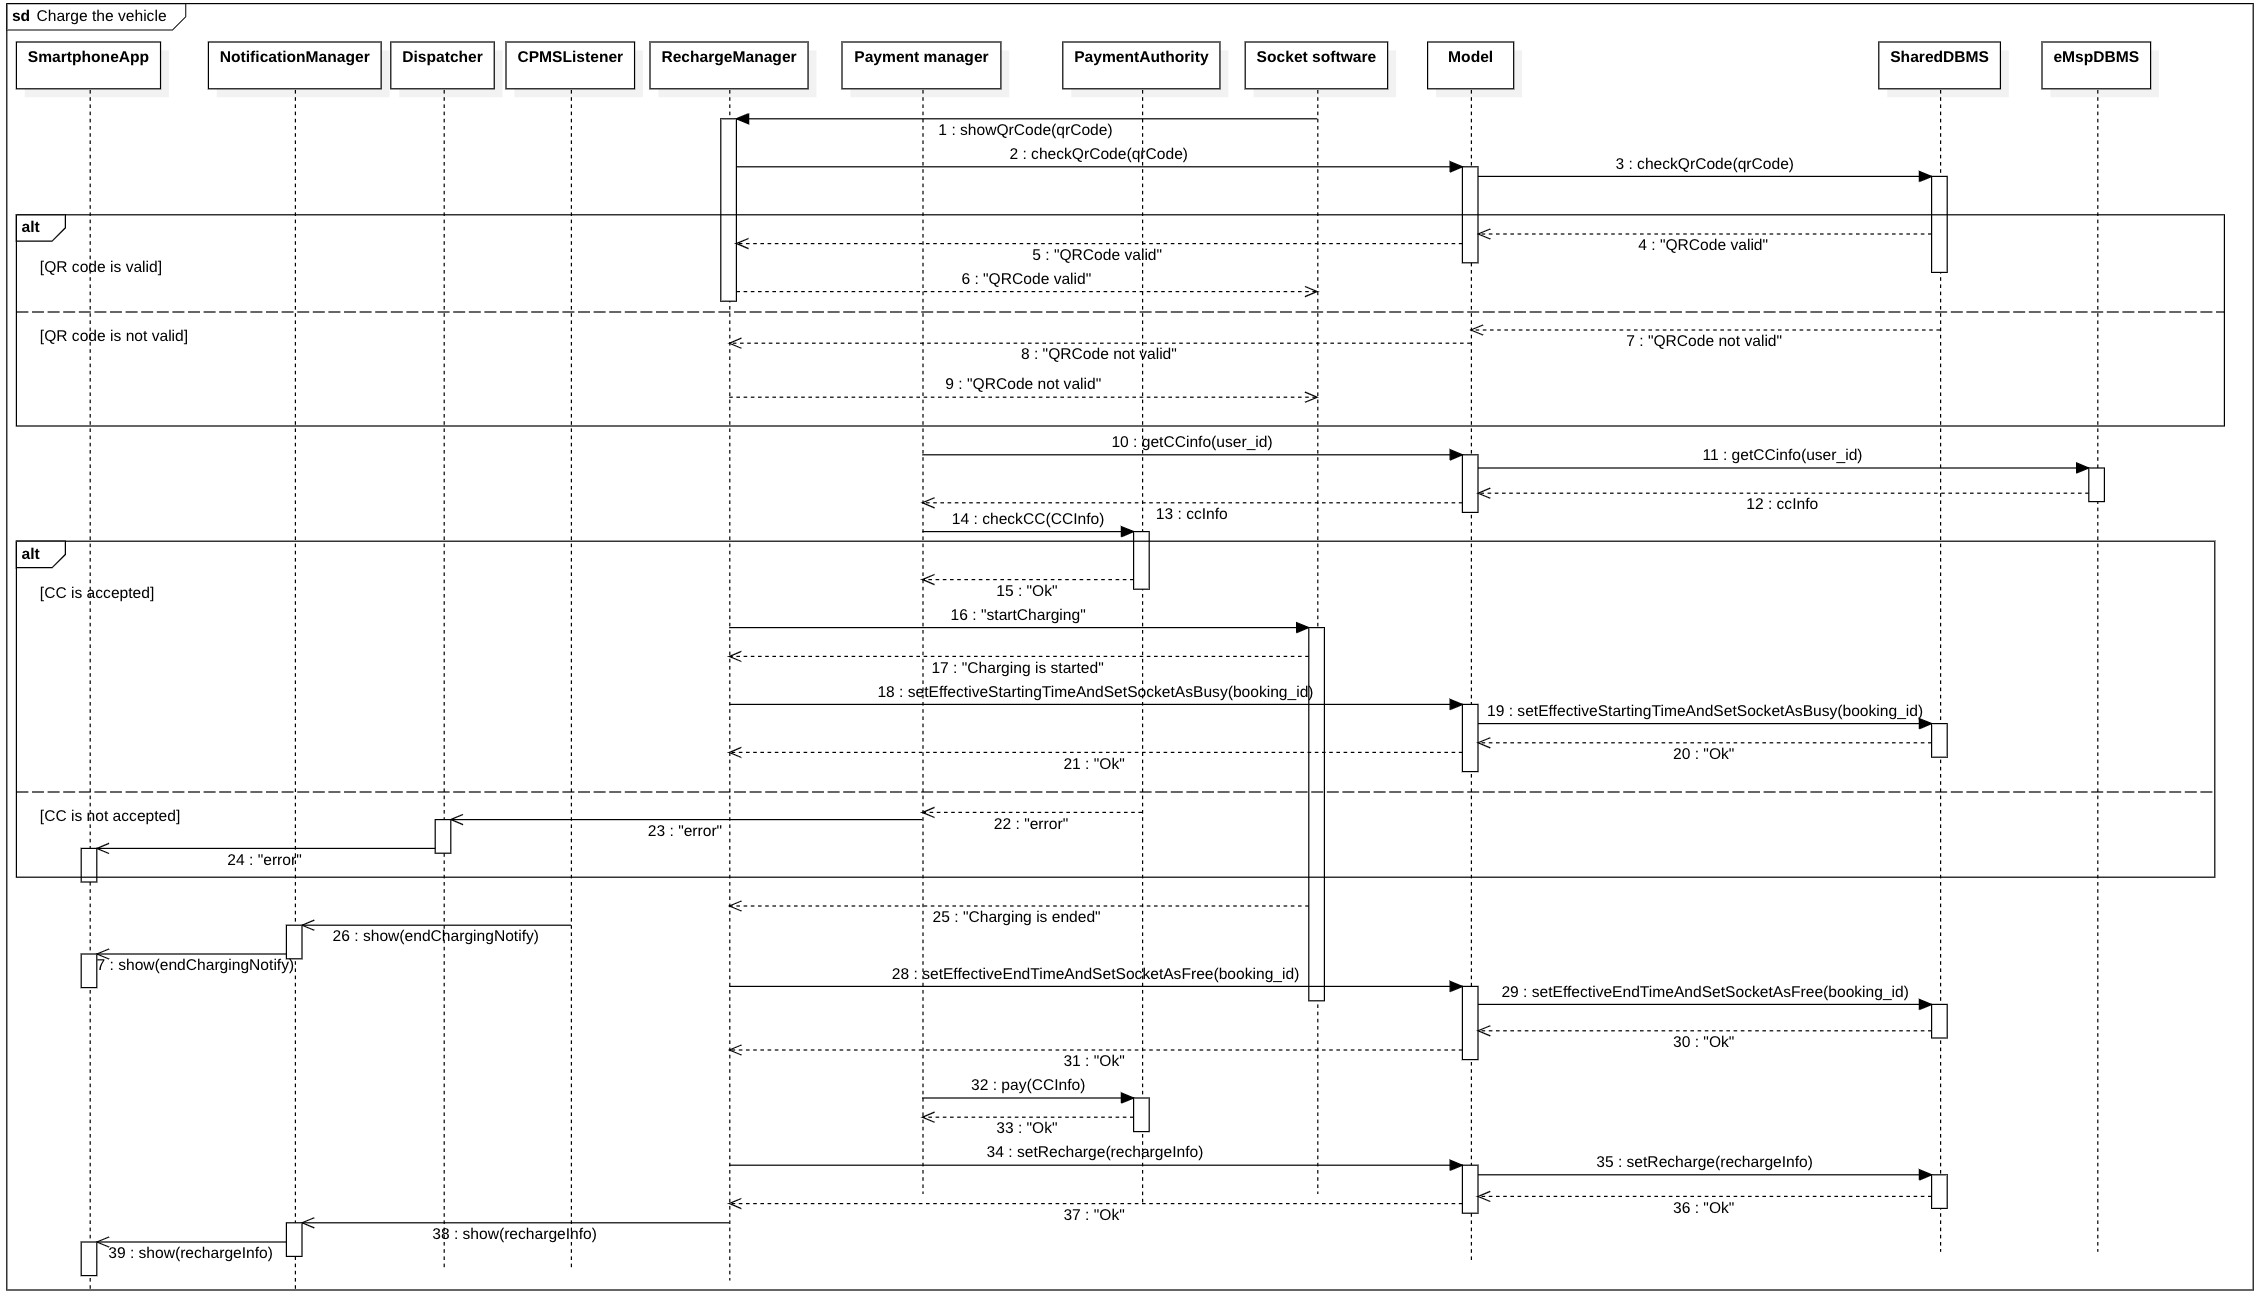 sd Charge the vehicle
SmartphoneApp
NotificationManager
Dispatcher
CPMSListener
RechargeManager
Payment manager
PaymentAuthority
Socket software
Model
SharedDBMS
eMspDBMS
1 : showQrCode(qrCode)
2 : checkQrCode(qrCode)
3 : checkQrCode(qrCode)
alt
[QR code is valid]
4 : "QRCode valid"
5 : "QRCode valid"
6 : "QRCode valid"
[QR code is not valid]
7 : "QRCode not valid"
8 : "QRCode not valid"
9 : "QRCode not valid"
10 : getCCinfo(user_id)
11 : getCCinfo(user_id)
12 : ccInfo
13 : ccInfo
14 : checkCC(CCInfo)
alt
[CC is accepted]
15 : "Ok"
16 : "startCharging"
17 : "Charging is started"
18 : setEffectiveStartingTimeAndSetSocketAsBusy(booking_id)
19 : setEffectiveStartingTimeAndSetSocketAsBusy(booking_id)
20 : "Ok"
21 : "Ok"
[CC is not accepted]
22 : "error"
23 : "error"
24 : "error"
25 : "Charging is ended"
26 : show(endChargingNotify)
7 : show(endChargingNotify)
28 : setEffectiveEndTimeAndSetSocketAsFree(booking_id)
29 : setEffectiveEndTimeAndSetSocketAsFree(booking_id)
30 : "Ok"
31 : "Ok"
32 : pay(CCInfo)
33 : "Ok"
34 : setRecharge(rechargeInfo)
35 : setRecharge(rechargeInfo)
36 : "Ok"
37 : "Ok"
38 : show(rechargeInfo)
39 : show(rechargeInfo)